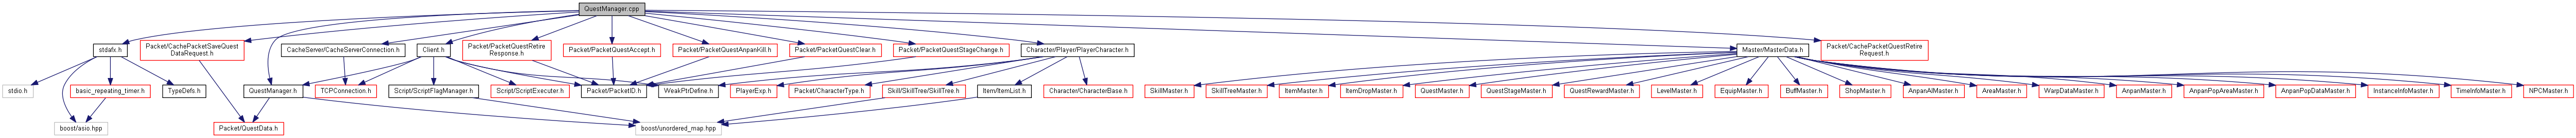 QuestManager.cpp
stdafx.h
Packet/CachePacketSaveQuest
DataRequest.h
CacheServer/CacheServerConnection.h
Client.h
Packet/PacketQuestRetire
Response.h
Packet/PacketQuestAccept.h
Packet/PacketQuestAnpanKill.h
Packet/PacketQuestClear.h
Packet/PacketQuestStageChange.h
Character/Player/PlayerCharacter.h
Master/MasterData.h
Packet/CachePacketQuestRetire
Request.h
stdio.h
basic_repeating_timer.h
TypeDefs.h
QuestManager.h
TCPConnection.h
Script/ScriptFlagManager.h
Script/ScriptExecuter.h
Packet/PacketID.h
WeakPtrDefine.h
PlayerExp.h
Packet/CharacterType.h
Skill/SkillTree/SkillTree.h
Item/ItemList.h
Character/CharacterBase.h
SkillMaster.h
SkillTreeMaster.h
ItemMaster.h
ItemDropMaster.h
QuestMaster.h
QuestStageMaster.h
QuestRewardMaster.h
LevelMaster.h
EquipMaster.h
BuffMaster.h
ShopMaster.h
AnpanAIMaster.h
AreaMaster.h
WarpDataMaster.h
AnpanMaster.h
AnpanPopAreaMaster.h
AnpanPopDataMaster.h
InstanceInfoMaster.h
TimeInfoMaster.h
NPCMaster.h
boost/asio.hpp
Packet/QuestData.h
boost/unordered_map.hpp